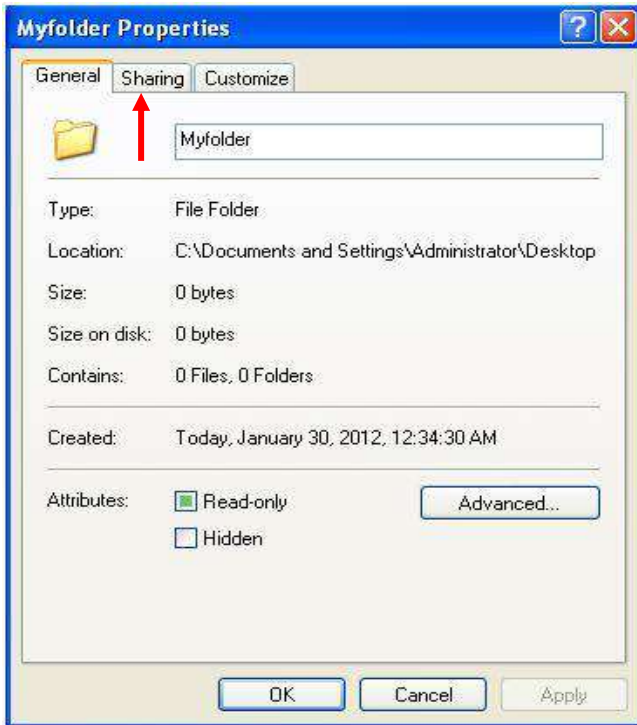 Myfolder Properties
General Sharing Customize
Myfolder
Type: File Folder
Location: C:\Documents and Settings\Administrator\Desktop
Size: 0 bytes
Size on disk: 0 bytes
Contains: 0 Files, 0 Folders
Created: Today, January 30, 2012, 12:34:30 AM
Attributes: Read-only Advanced...
Hidden
OK Cancel Apply